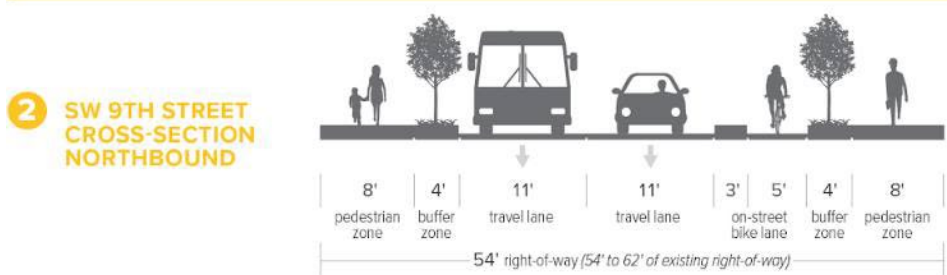 2 SW 9TH STREET
CROSS-SECTION
NORTHBOUND
8' 4' 11' 11' 3' 5' 4' 8'
pedestrian zone
buffer zone
travel lane
travel lane
on-street bike lane
buffer zone
pedestrian zone
54' right-of-way (54' to 62' of existing right-of-way)